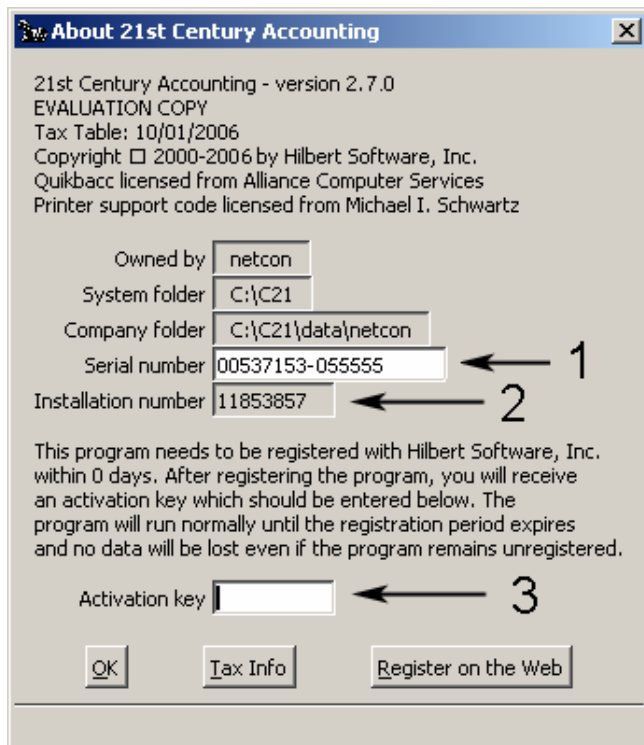 About 21st Century Accounting
21st Century Accounting - version 2.7.0
EVALUATION COPY
Tax Table: 10/01/2006
Copyright □ 2000-2006 by Hilbert Software, Inc.
Quikbacc licensed from Alliance Computer Services
Printer support code licensed from Michael I. Schwartz
Owned by netcon
System folder C:\C21
Company folder C:\C21\data\netcon
Serial number 00537153-055555 1
Installation number 11853857 2
This program needs to be registered with Hilbert Software, Inc.
within 0 days. After registering the program, you will receive
an activation key which should be entered below. The
program will run normally until the registration period expires
and no data will be lost even if the program remains unregistered.
Activation key 3
OK Tax Info Register on the Web